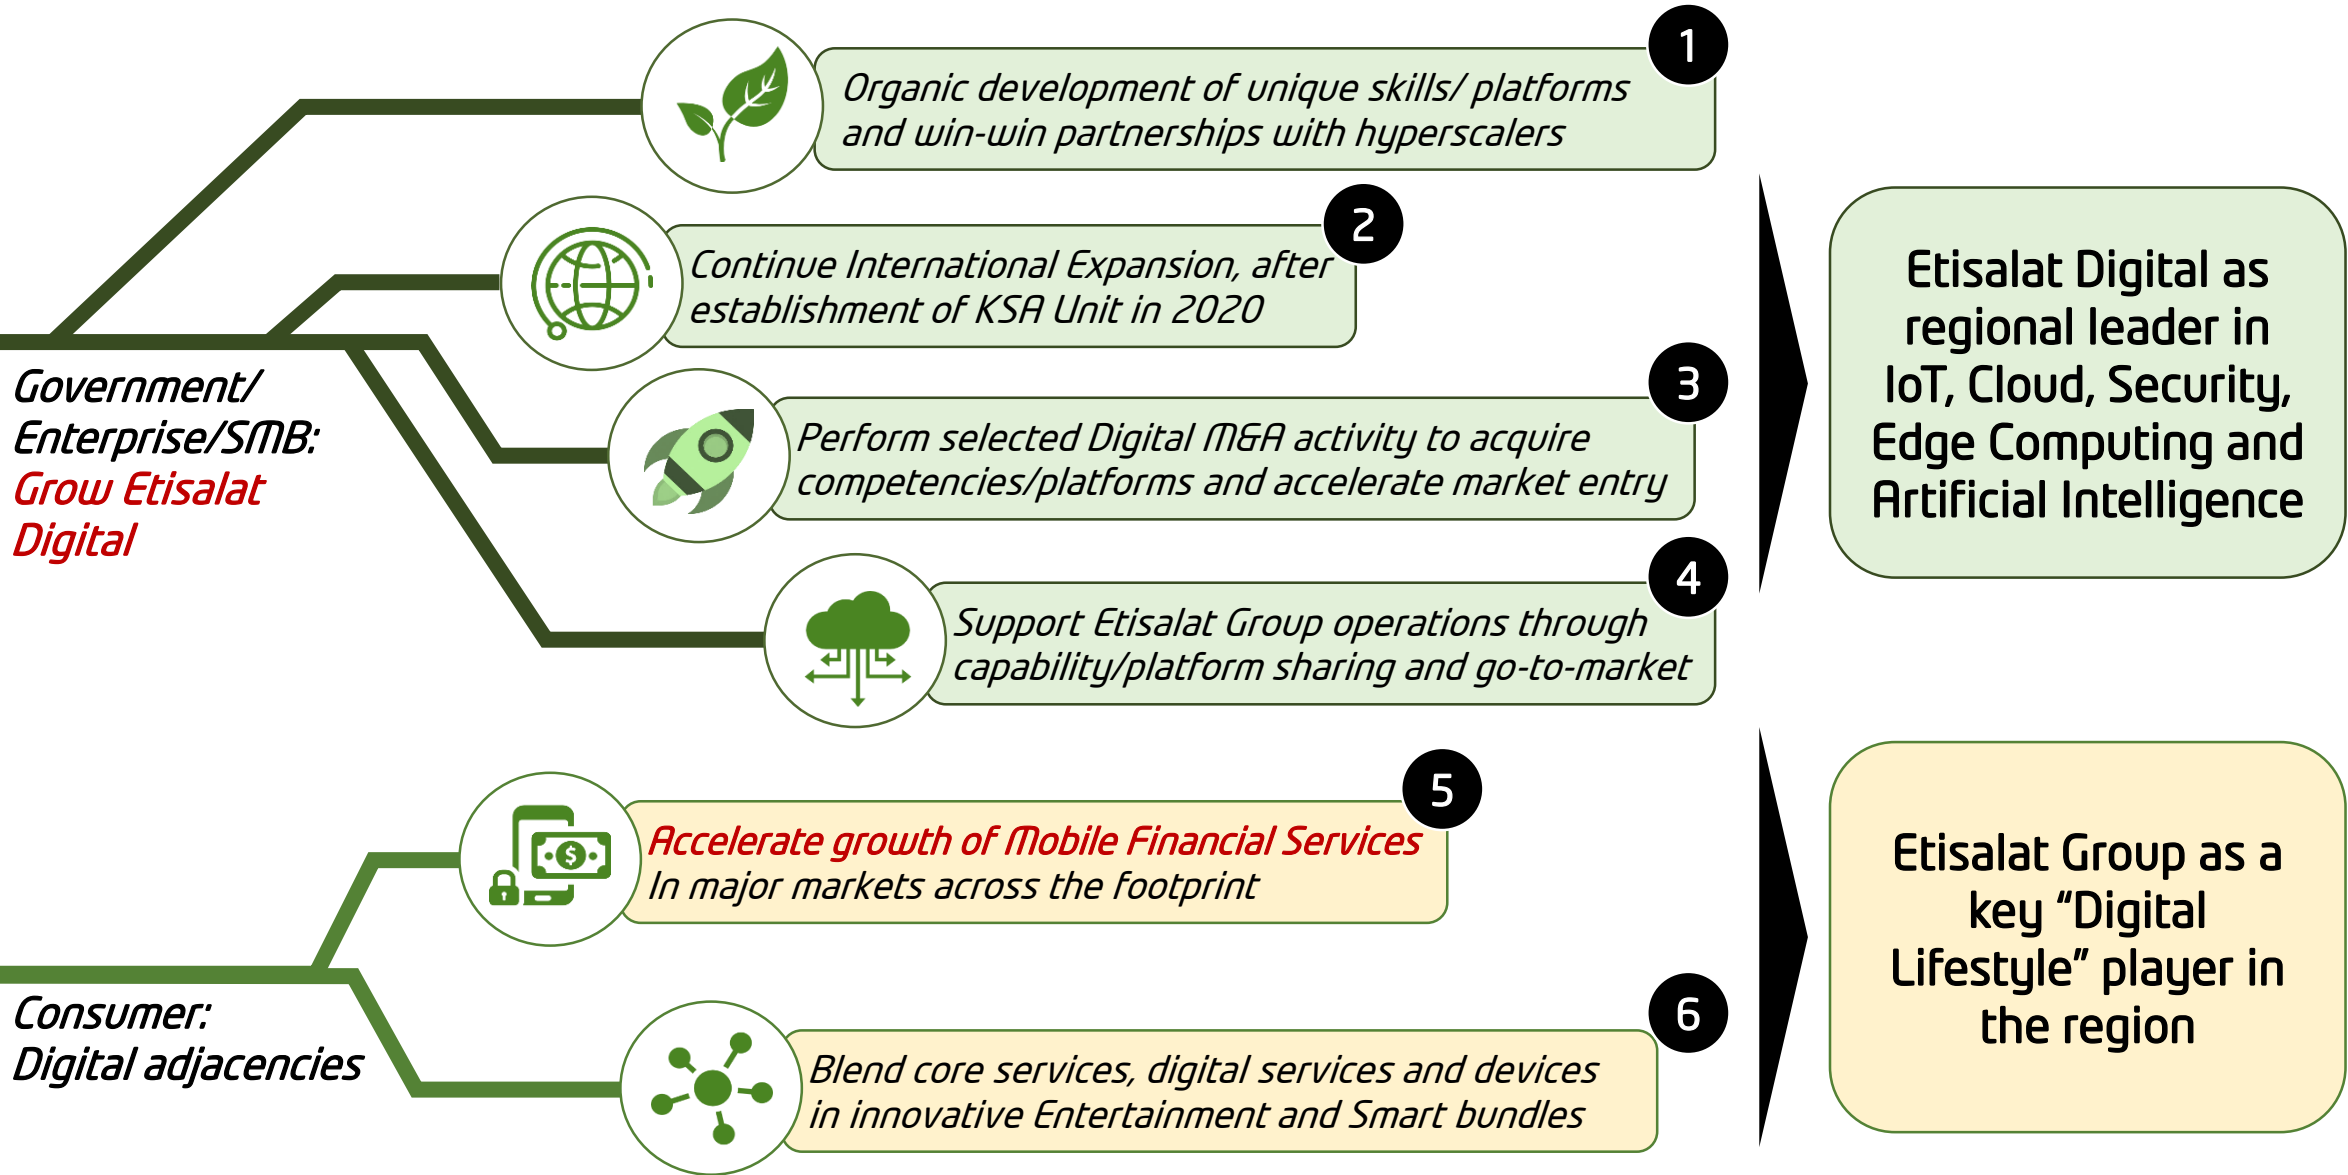 1
Organic development of unique skills/ platforms
and win-win partnerships with hyperscalers
2
Continue International Expansion, after
establishment of KSA Unit in 2020
Government/
Enterprise/SMB:
Grow Etisalat
Digital
3
Perform selected Digital M&A activity to acquire
competencies/platforms and accelerate market entry
4
Support Etisalat Group operations through
capability/platform sharing and go-to-market
Etisalat Digital as
regional leader in
IoT, Cloud, Security,
Edge Computing and
Artificial Intelligence
5
$
Accelerate growth of Mobile Financial Services
In major markets across the footprint
Consumer:
Digital adjacencies
6
Blend core services, digital services and devices
in innovative Entertainment and Smart bundles
Etisalat Group as a
key “Digital
Lifestyle” player in
the region